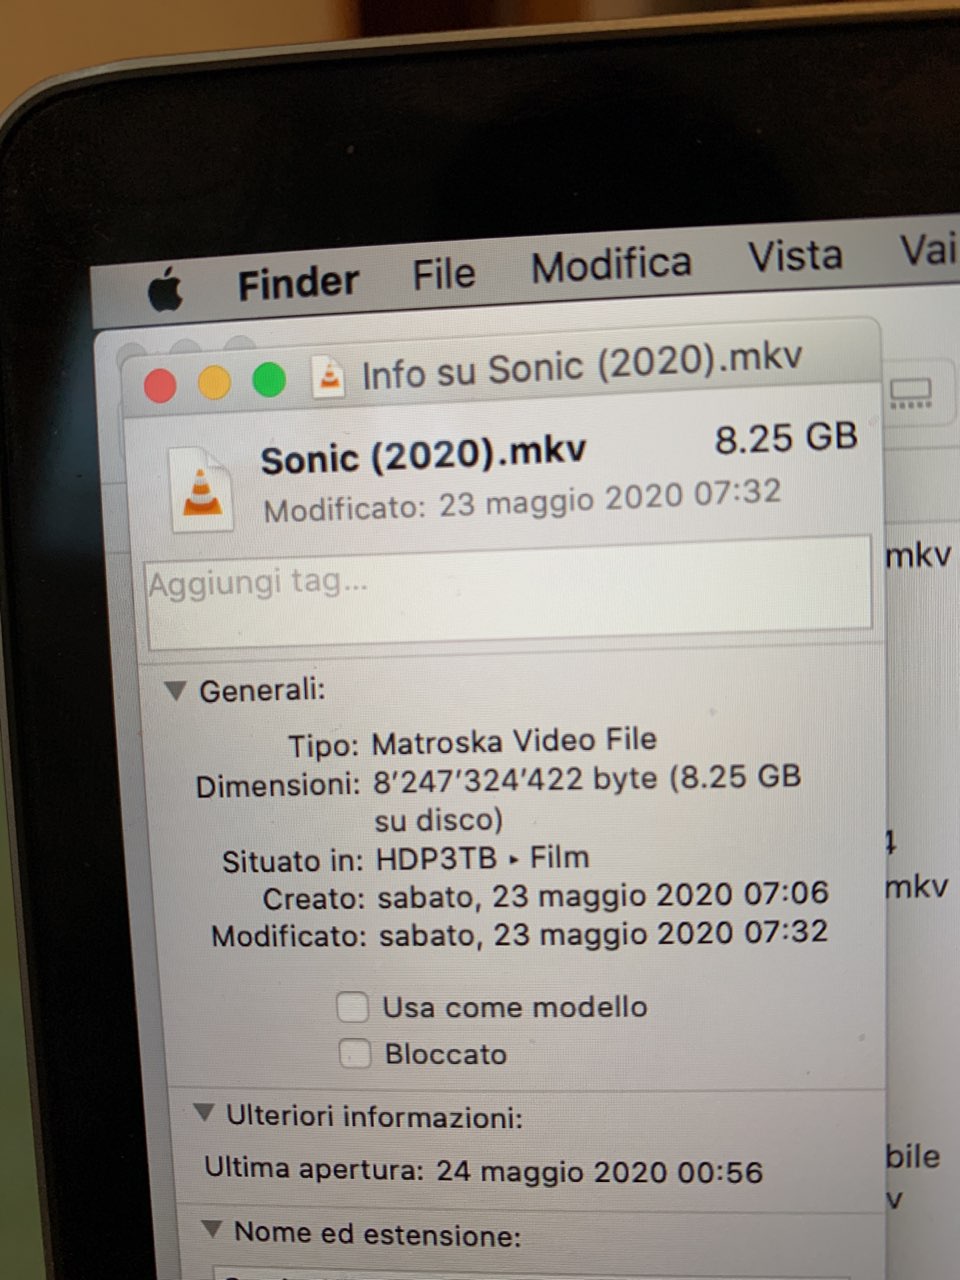 Finder File Modifica Vista Vai
Info su Sonic (2020).mkv
Sonic (2020).mkv 8.25 GB
Modificato: 23 maggio 2020 07:32
Aggiungi tag...
mkv
Generali:
Tipo: Matroska Video File
Dimensioni: 8'247'324'422 byte (8.25 GB
su disco)
Situato in: HDP3TB ▸ Film
Creato: sabato, 23 maggio 2020 07:06
mkv
Modificato: sabato, 23 maggio 2020 07:32
Usa come modello
Bloccato
Ulteriori informazioni:
Ultima apertura: 24 maggio 2020 00:56
bile
v
Nome ed estensione: